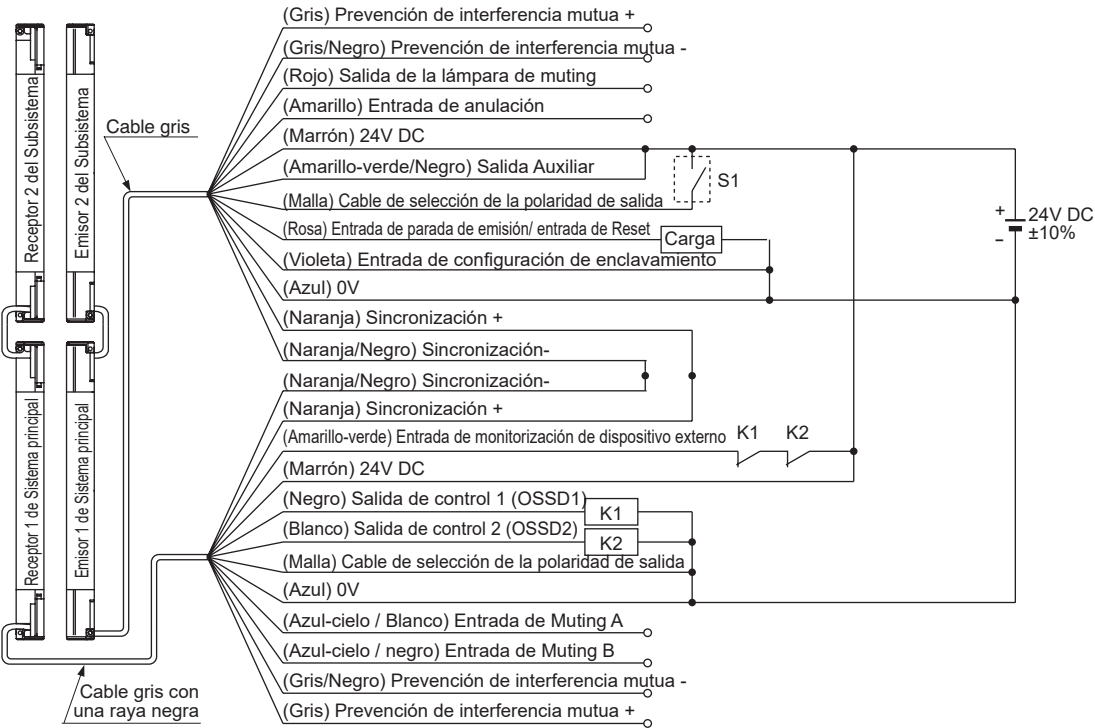 (Gris) Prevención de interferencia mutua +
(Gris/Negro) Prevención de interferencia mutua -
(Rojo) Salida de la lámpara de muting
(Amarillo) Entrada de anulación
Cable gris
(Marrón) 24V DC
(Amarillo-verde/Negro) Salida Auxiliar
S1
(Malla) Cable de selección de la polaridad de salida
(Rosa) Entrada de parada de emisión/ entrada de Reset
Carga
(Violeta) Entrada de configuración de enclavamiento
(Azul) 0V
+
-
24V DC
±10%
(Naranja) Sincronización +
(Naranja/Negro) Sincronización-
(Naranja/Negro) Sincronización-
(Naranja) Sincronización +
(Amarillo-verde) Entrada de monitorización de dispositivo externo
K1
K2
(Marrón) 24V DC
(Negro) Salida de control 1 (OSSD1)
K1
(Blanco) Salida de control 2 (OSSD2)
K2
(Malla) Cable de selección de la polaridad de salida
(Azul) 0V
(Azul-cielo / Blanco) Entrada de Muting A
(Azul-cielo / negro) Entrada de Muting B
(Gris/Negro) Prevención de interferencia mutua -
(Gris) Prevención de interferencia mutua +
Receptor 2 del Subsistema
Emisor 2 del Subsistema
Receptor 1 de Sistema principal
Emisor 1 de Sistema principal
Cable gris con
una raya negra